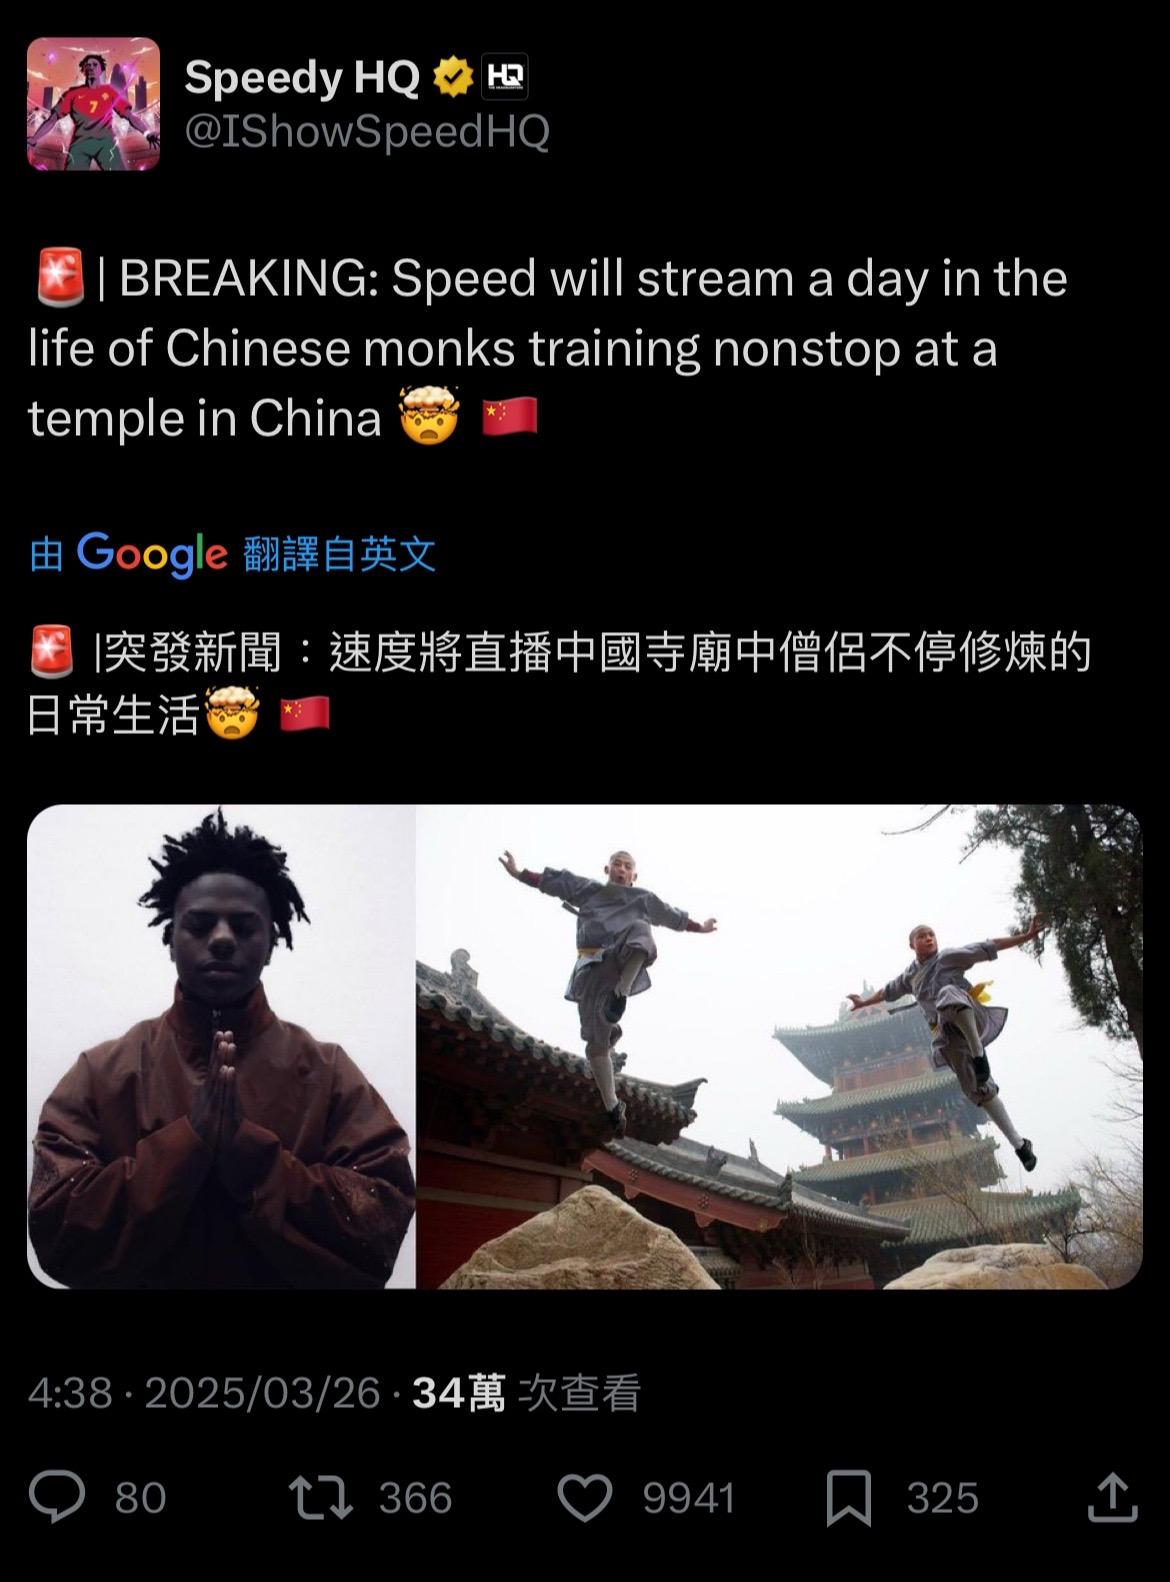 Speedy HQ HQ
@IShowSpeedHQ
🚨| BREAKING: Speed will stream a day in the
life of Chinese monks training nonstop at a
temple in China 🤯 🇨🇳
由 Google 翻譯自英文
🚨 |突發新聞：速度將直播中國寺廟中僧侶不停修煉的
日常生活🤯 🇨🇳
4:38 · 2025/03/26 · 34萬 次查看
80 366 9941 325